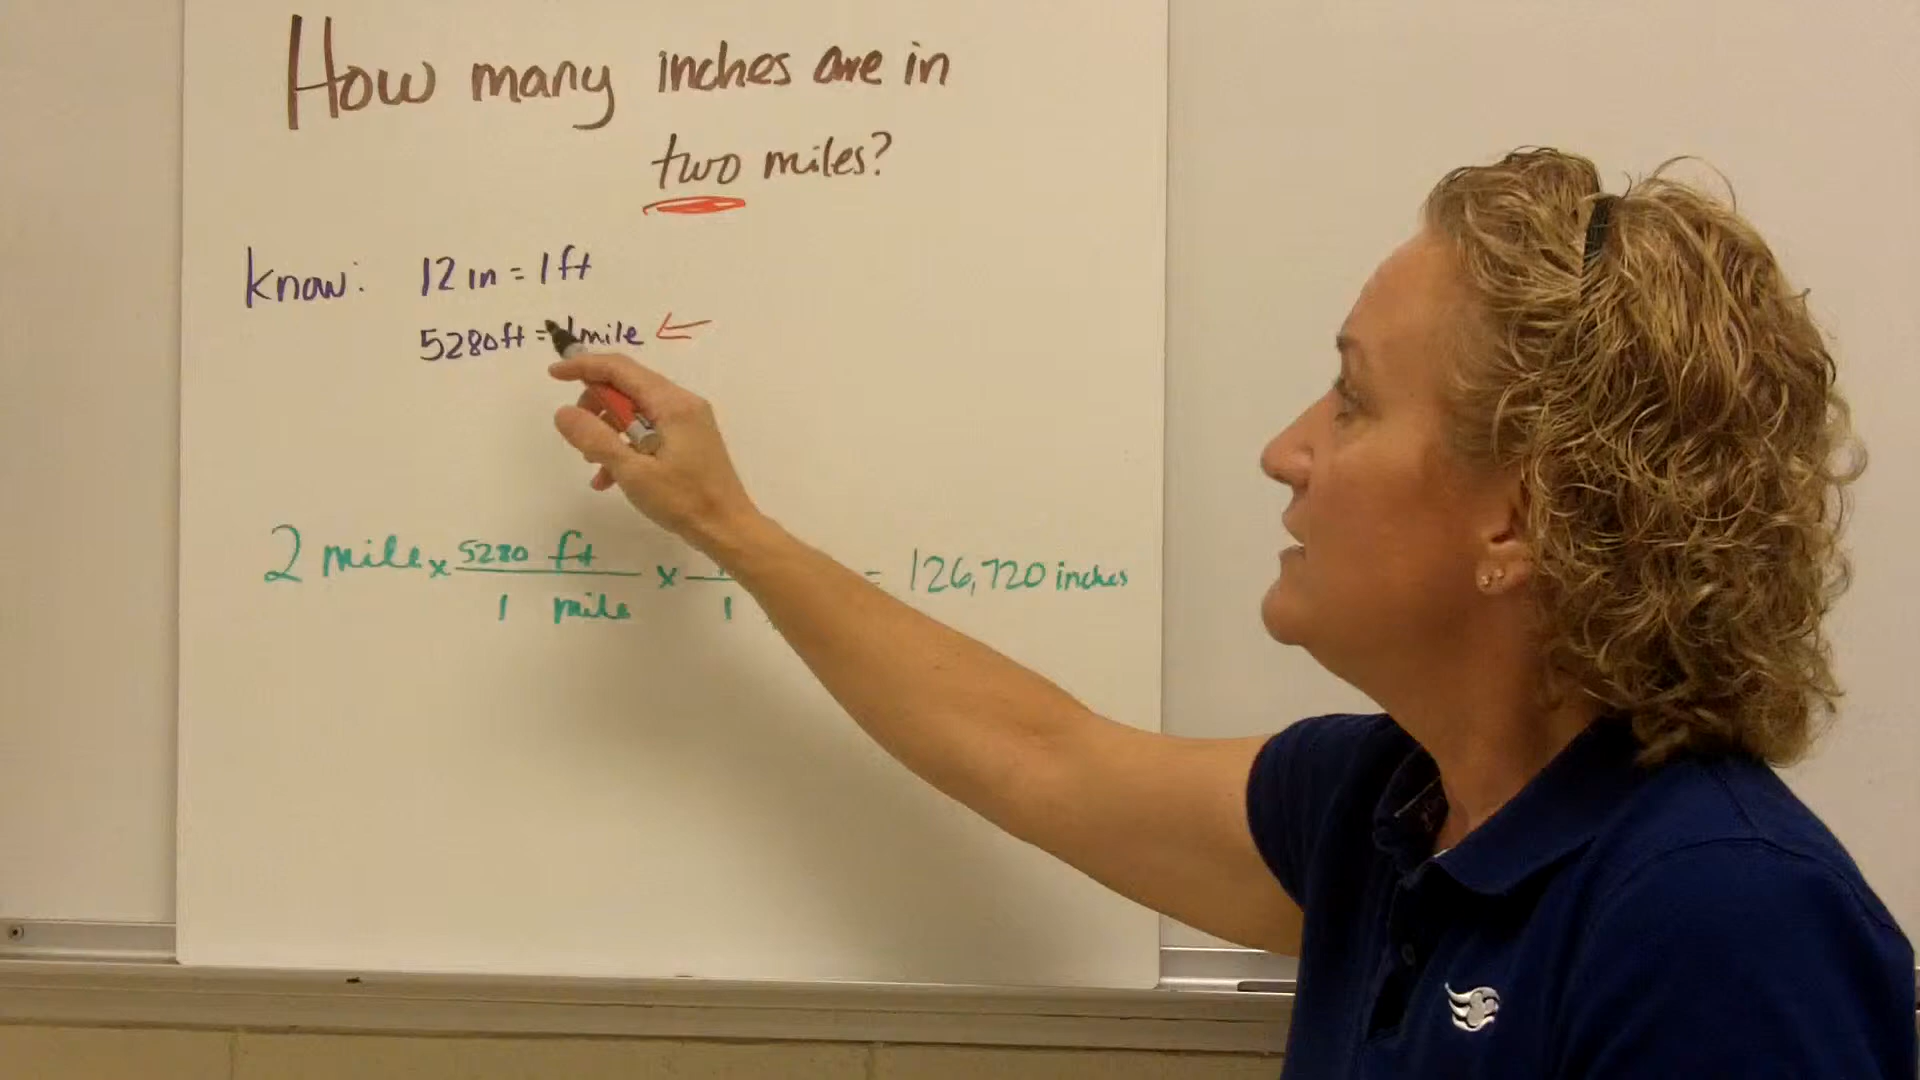 How many inches are in
two miles?
Know: 12 in = 1 ft
5280 ft = 1 mile
2 mile x 5280 ft x = 126,720 inches
1 mile 1